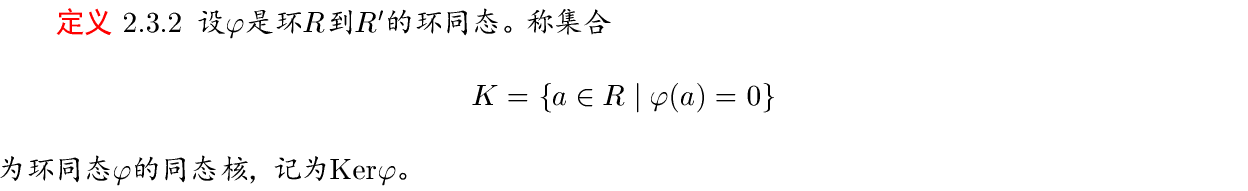 定义 2.3.2 设φ是环R到R′的环同态。称集合
K = {a ∈ R | φ(a) = 0}
为环同态φ的同态核，记为Kerφ。